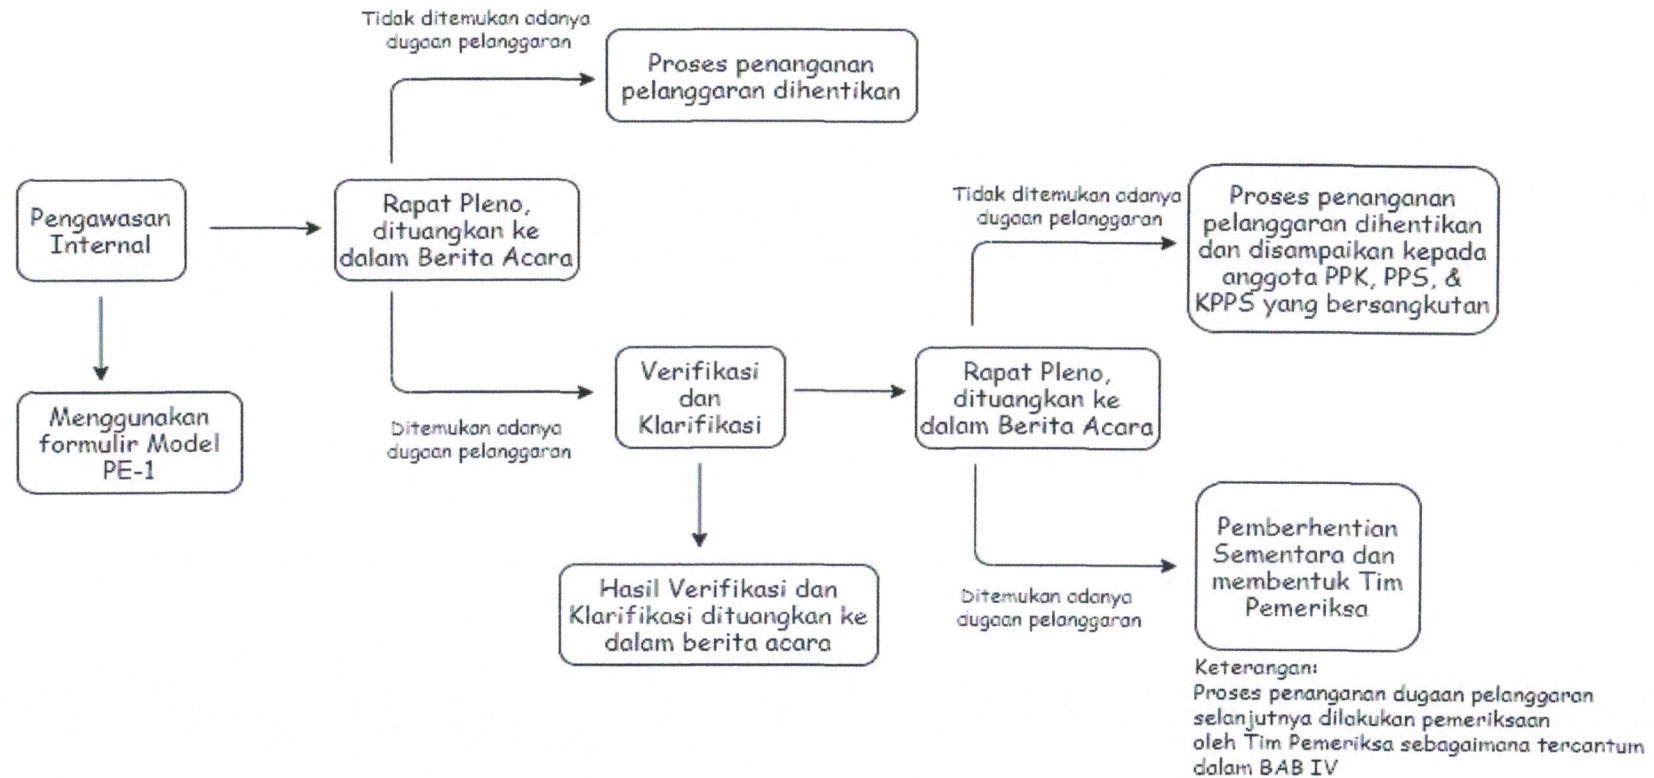 Tidak ditemukan adanya
dugaan pelanggaran
Proses penanganan
pelanggaran dihentikan
Pengawasan
Internal
Rapat Pleno,
dituangkan ke
dalam Berita Acara
Tidak ditemukan adanya
dugaan pelanggaran
Proses penanganan
pelanggaran dihentikan
dan disampaikan kepada
anggota PPK, PPS, &
KPPS yang bersangkutan
Menggunakan
formulir Model
PE-1
Ditemukan adanya
dugaan pelanggaran
Verifikasi
dan
Klarifikasi
Rapat Pleno,
dituangkan ke
dalam Berita Acara
Hasil Verifikasi dan
Klarifikasi dituangkan ke
dalam berita acara
Ditemukan adanya
dugaan pelanggaran
Pemberhentian
Sementara dan
membentuk Tim
Pemeriksa
Keterangan:
Proses penanganan dugaan pelanggaran
selanjutnya dilakukan pemeriksaan
oleh Tim Pemeriksa sebagaimana tercantum
dalam BAB IV